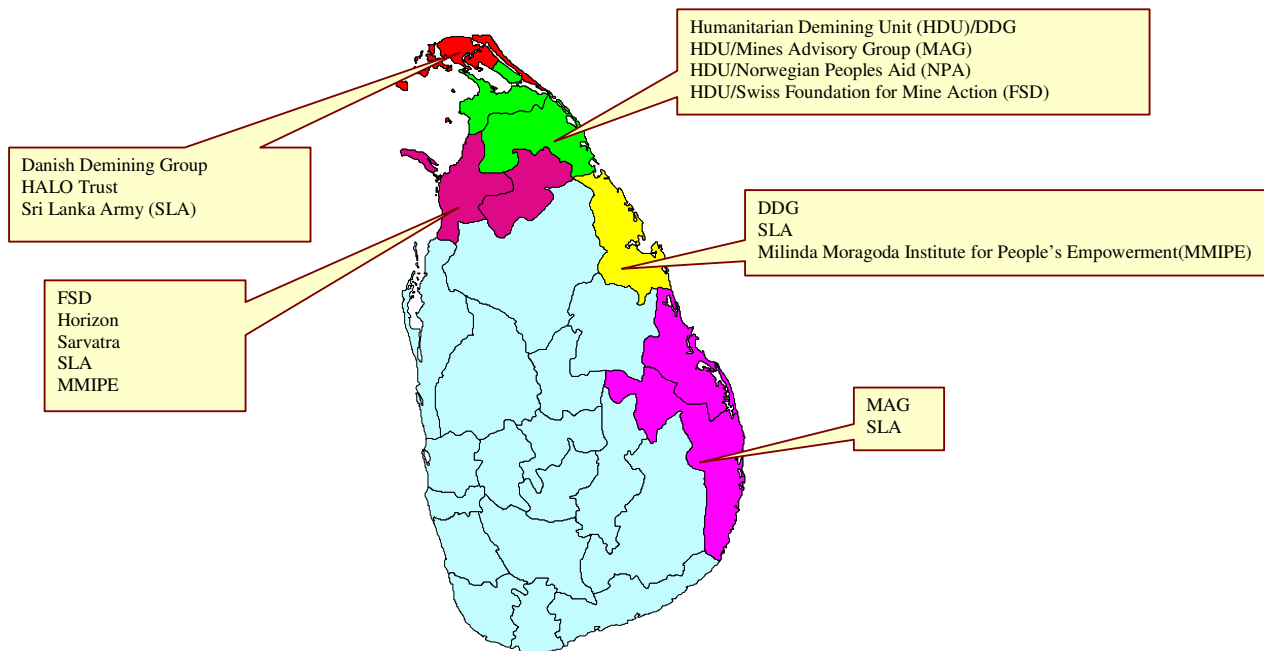 Humanitarian Demining Unit (HDU)/DDG
HDU/Mines Advisory Group (MAG)
HDU/Norwegian Peoples Aid (NPA)
HDU/Swiss Foundation for Mine Action (FSD)
Danish Demining Group
HALO Trust
Sri Lanka Army (SLA)
DDG
SLA
Milinda Moragoda Institute for People’s Empowerment(MMIPE)
FSD
Horizon
Sarvatra
SLA
MMIPE
MAG
SLA